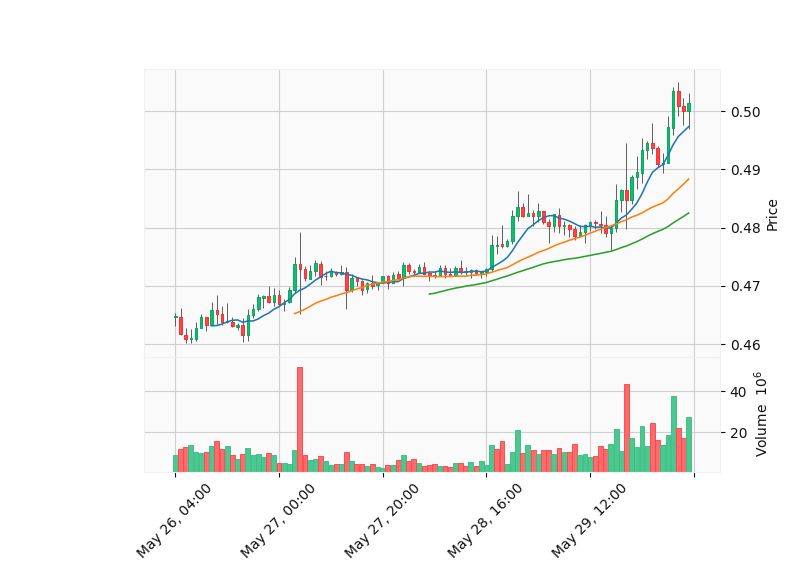 0.50
0.49
0.48
0.47
0.46
Price
40
20
Volume 10^6
May 26, 04:00
May 27, 00:00
May 27, 20:00
May 28, 16:00
May 29, 12:00